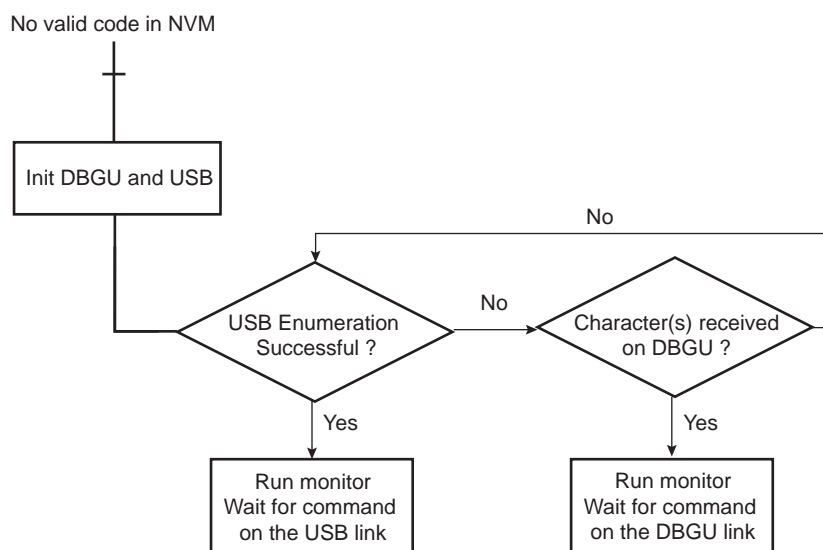 No valid code in NVM
Init DBGU and USB
No
USB Enumeration
Successful ?
No
Character(s) received
on DBGU ?
Yes
Yes
Run monitor
Wait for command
on the USB link
Run monitor
Wait for command
on the DBGU link